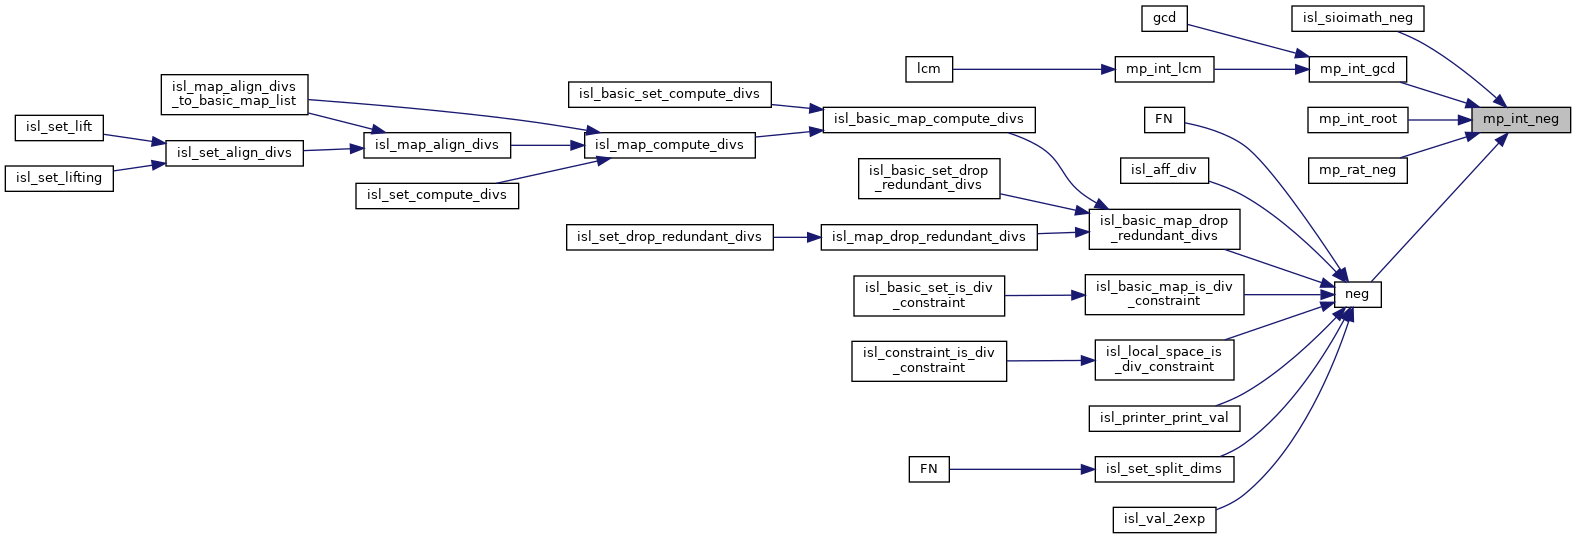 gcd
isl_sioimath_neg
lcm
mp_int_lcm
mp_int_gcd
isl_map_align_divs
_to_basic_map_list
isl_basic_set_compute_divs
isl_basic_map_compute_divs
FN
mp_int_root
mp_int_neg
isl_set_lift
isl_set_align_divs
isl_map_align_divs
isl_map_compute_divs
isl_set_lifting
isl_set_compute_divs
isl_basic_set_drop
_redundant_divs
isl_aff_div
mp_rat_neg
isl_basic_map_drop
_redundant_divs
isl_set_drop_redundant_divs
isl_map_drop_redundant_divs
isl_basic_set_is_div
_constraint
isl_basic_map_is_div
_constraint
neg
isl_constraint_is_div
_constraint
isl_local_space_is
_div_constraint
isl_printer_print_val
FN
isl_set_split_dims
isl_val_2exp